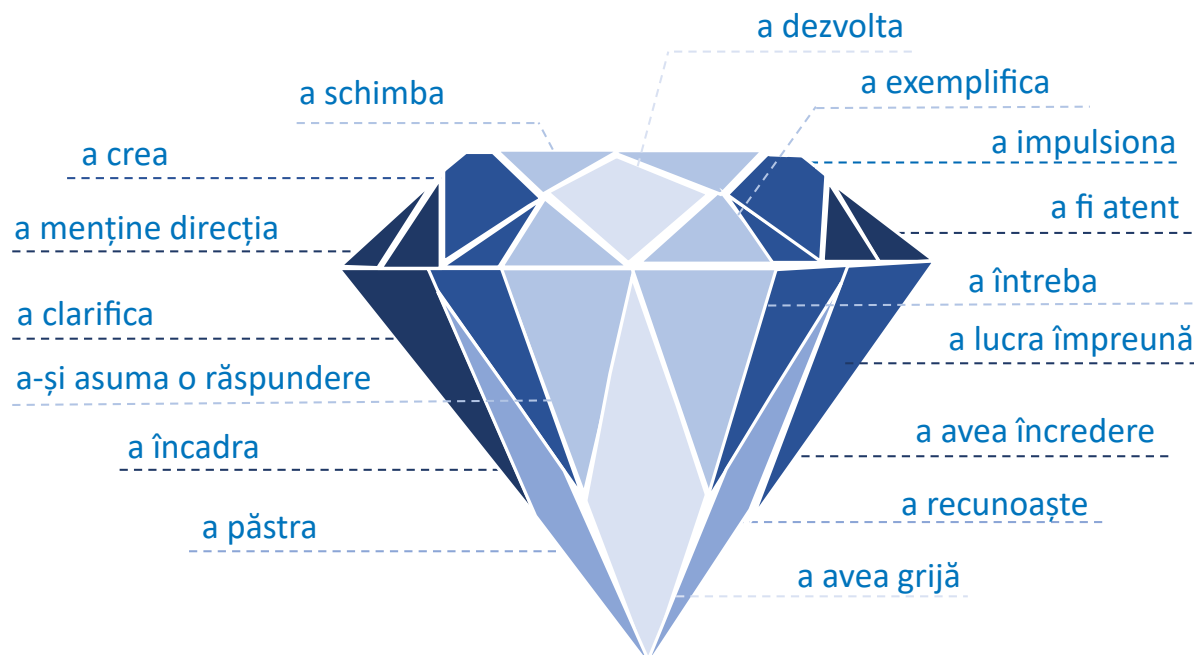 a dezvolta
a schimba
a exemplifica
a crea
a impulsiona
a menține direcția
a fi atent
a clarifica
a întreba
a-și asuma o răspundere
a lucra împreună
a încadra
a avea încredere
a păstra
a recunoaște
a avea grijă